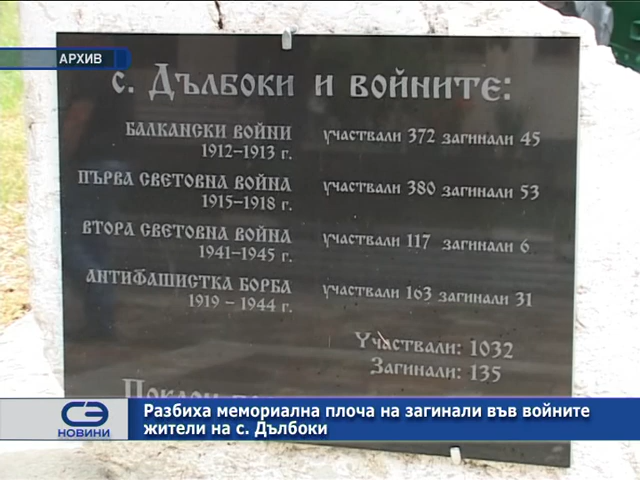 АРХИВ
с. Дълбоки и войните:
Балкански войни участвали 372 загинали 45
1912–1913 г.
Първа световна война участвали 380 загинали 53
1915–1918 г.
Втора световна война участвали 117 загинали 6
1941–1945 г.
Антифашистка борба участвали 163 загинали 31
1919 – 1944 г.
Участвали: 1032
Загинали: 135
Поклон
СЭ
НОВИНИ
Разбиха мемориална плоча на загинали във войните
жители на с. Дълбоки